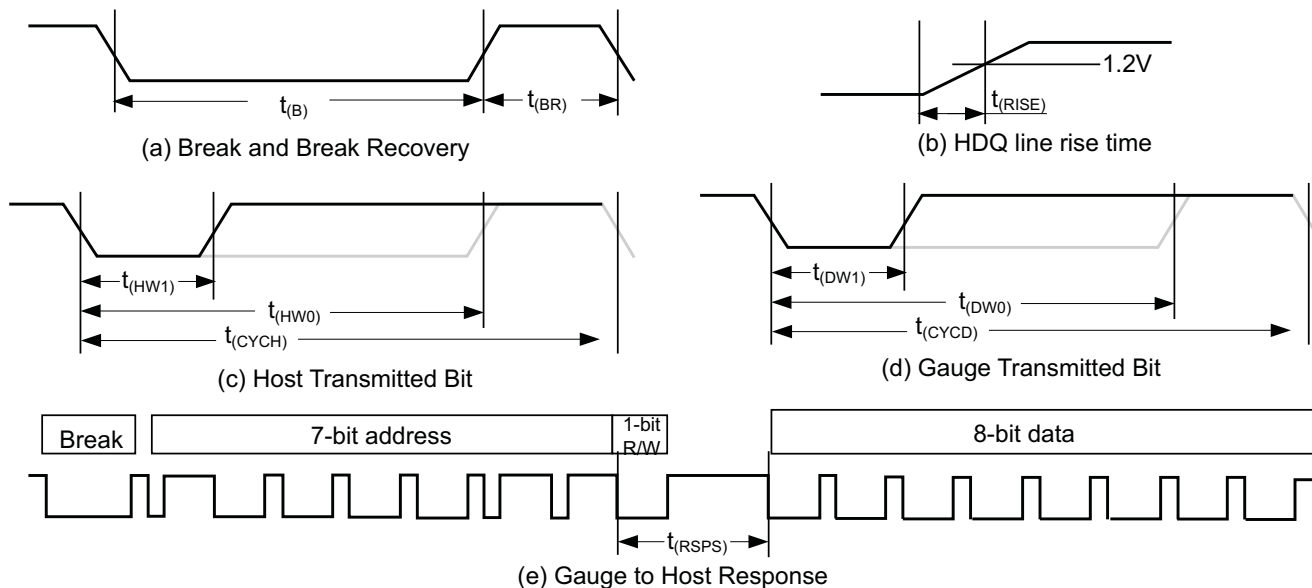 t(B)
t(BR)
(a) Break and Break Recovery
1.2V
t(RISE)
(b) HDQ line rise time
t(HW1)
t(HW0)
t(CYCH)
(c) Host Transmitted Bit
t(DW1)
t(DW0)
t(CYCD)
(d) Gauge Transmitted Bit
Break
7-bit address
1-bit
R/W
8-bit data
t(RSPS)
(e) Gauge to Host Response